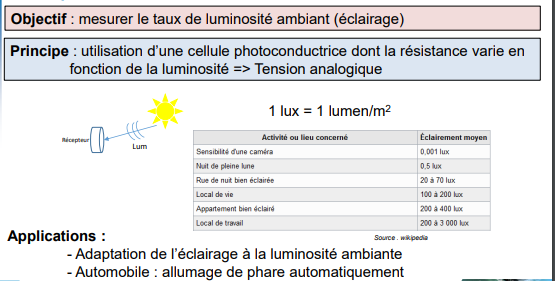 Objectif : mesurer le taux de luminosité ambiant (éclairage)
Principe : utilisation d'une cellule photoconductrice dont la résistance varie en
fonction de la luminosité => Tension analogique
1 lux = 1 lumen/m²
Récepteur
Lum
Activité ou lieu concerné Éclairement moyen
Sensibilité d'une caméra 0,001 lux
Nuit de pleine lune 0,5 lux
Rue de nuit bien éclairée 20 à 70 lux
Local de vie 100 à 200 lux
Appartement bien éclairé 200 à 400 lux
Local de travail 200 à 3 000 lux
Source . wikipedia
Applications :
- Adaptation de l'éclairage à la luminosité ambiante
- Automobile : allumage de phare automatiquement